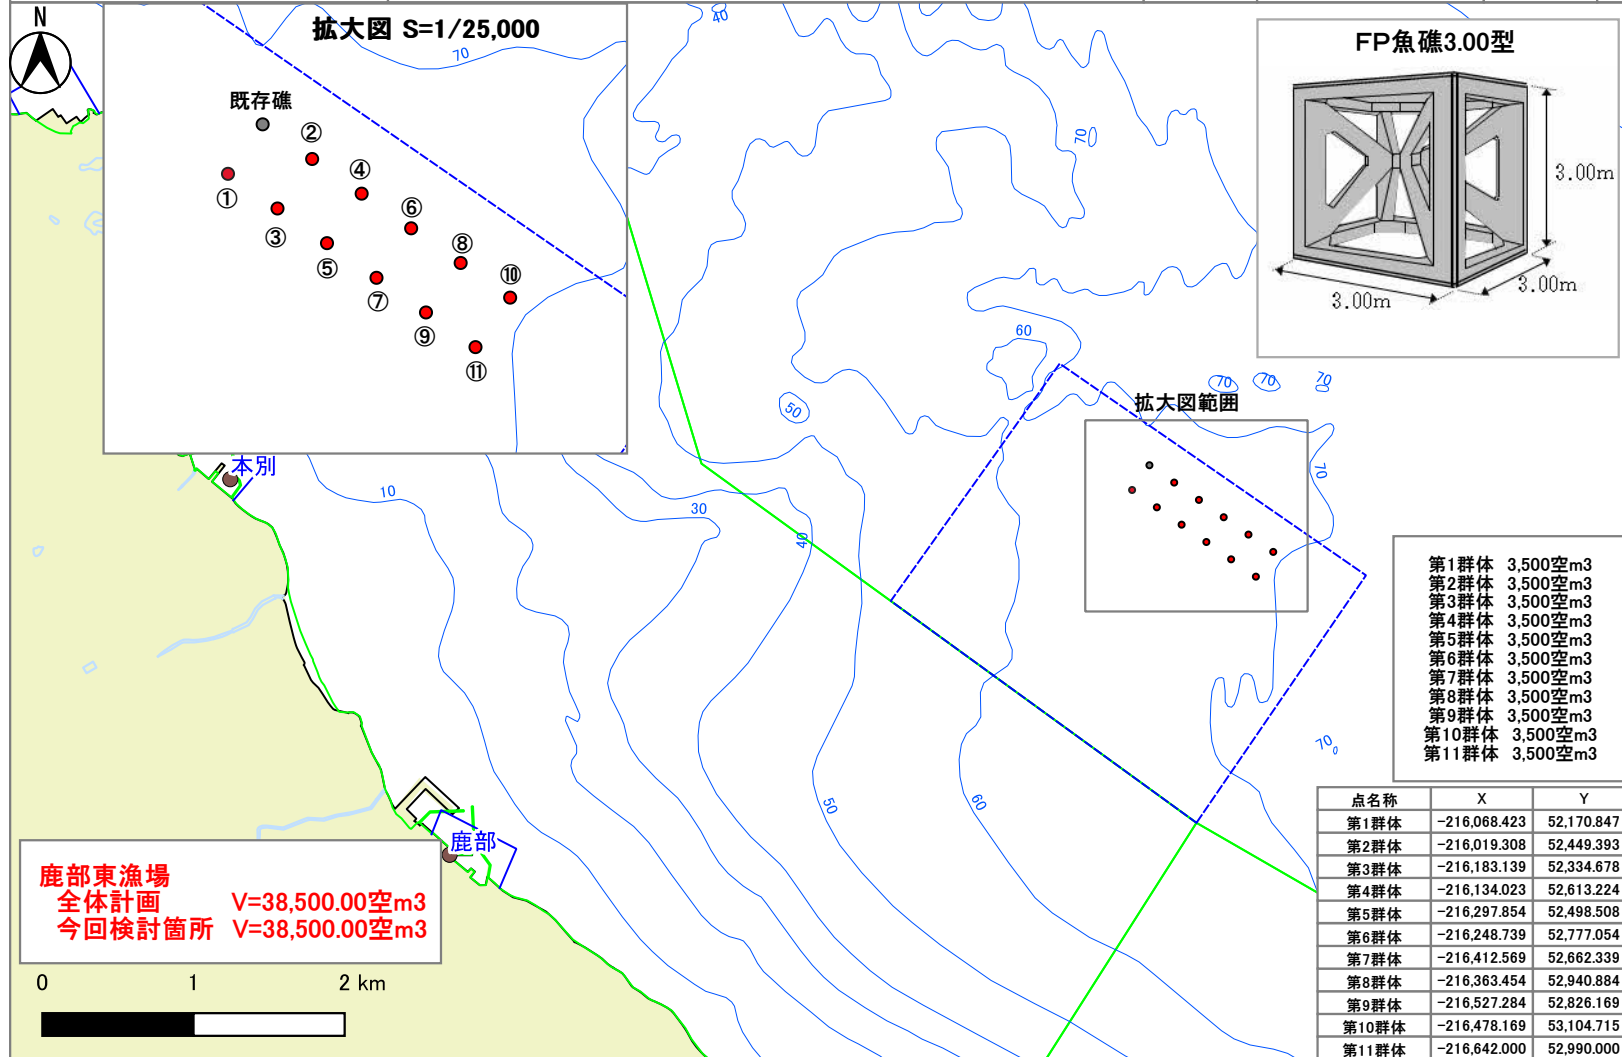 N
拡大図 S=1/25,000
70
既存礁
②
④
①
⑥
③
⑧
⑤
⑩
⑦
⑨
⑪
40
70
FP魚礁3.00型
3.00m
3.00m
3.00m
60
50
70
70
70
拡大図範囲
70
本別
10
30
40
50
60
70
鹿部
第1群体 3,500空m3
第2群体 3,500空m3
第3群体 3,500空m3
第4群体 3,500空m3
第5群体 3,500空m3
第6群体 3,500空m3
第7群体 3,500空m3
第8群体 3,500空m3
第9群体 3,500空m3
第10群体 3,500空m3
第11群体 3,500空m3
点名称 X Y
第1群体 -216,068.423 52,170.847
第2群体 -216,019.308 52,449.393
第3群体 -216,183.139 52,334.678
第4群体 -216,134.023 52,613.224
第5群体 -216,297.854 52,498.508
第6群体 -216,248.739 52,777.054
第7群体 -216,412.569 52,662.339
第8群体 -216,363.454 52,940.884
第9群体 -216,527.284 52,826.169
第10群体 -216,478.169 53,104.715
第11群体 -216,642.000 52,990.000
鹿部東漁場
全体計画 V=38,500.00空m3
今回検討箇所 V=38,500.00空m3
0 1 2 km